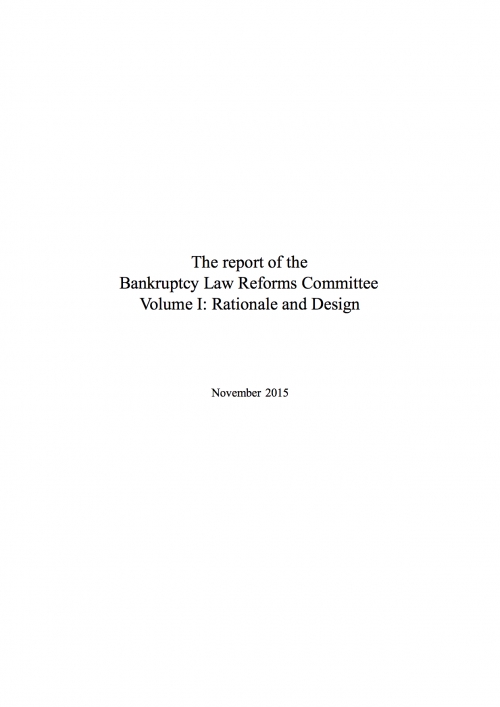 The report of the
Bankruptcy Law Reforms Committee
Volume I: Rationale and Design
November 2015